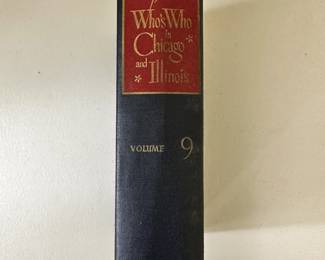 Who's Who
in
Chicago
and Illinois
VOLUME 9